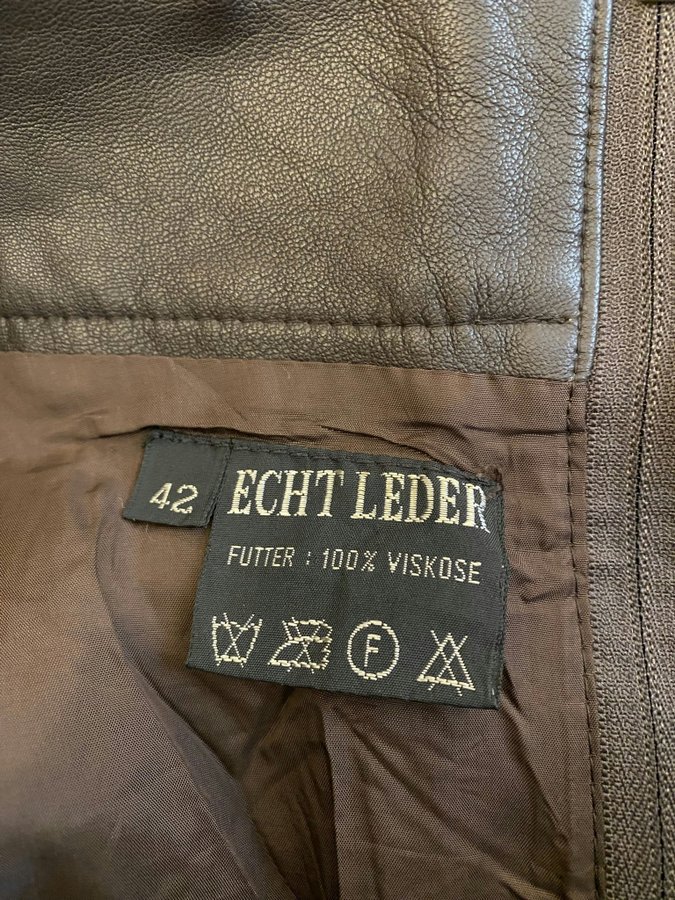 42
ECHT LEDER
FUTTER : 100% VISKOSE
F